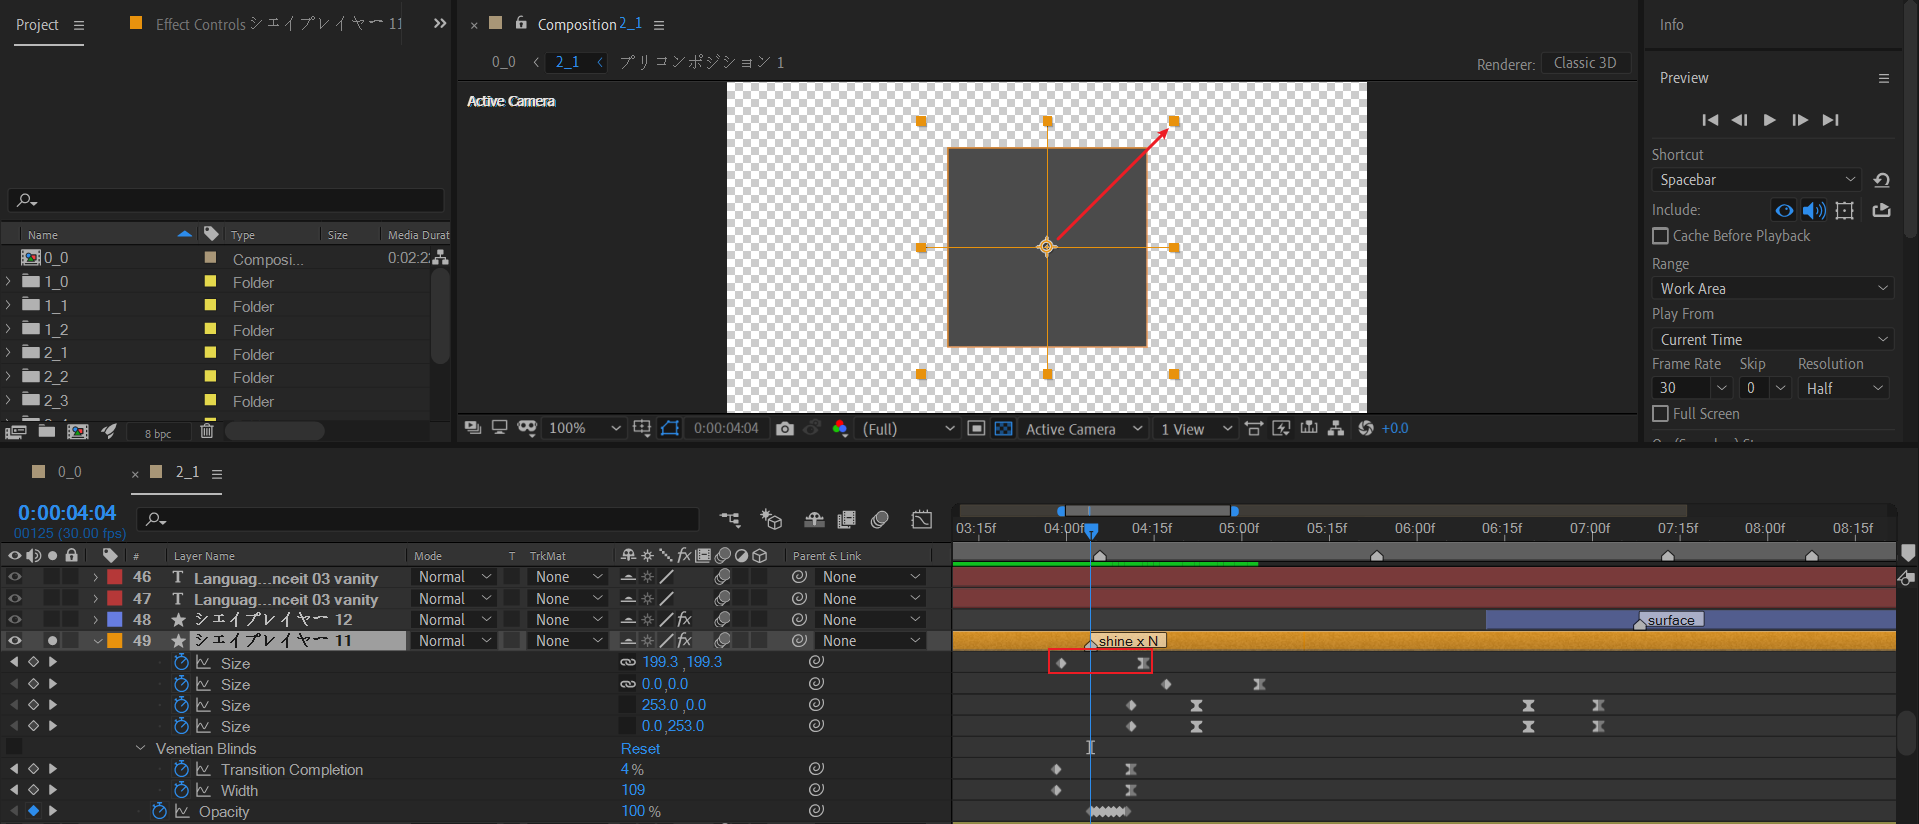 Project
Effect Controls シェイプレイヤー 11
Composition 2_1
0_0
2_1
プリコンポジション 1
Renderer:
Classic 3D
Active Camera
Name
Type
Size
Media Durat
0_0
Composi...
0:02:2
1_0
Folder
1_1
Folder
1_2
Folder
2_1
Folder
2_2
Folder
2_3
Folder
8 bpc
100%
0:00:04:04
(Full)
Active Camera
1 View
+0.0
Info
Preview
Shortcut
Spacebar
Include:
Cache Before Playback
Range
Work Area
Play From
Current Time
Frame Rate
Skip
Resolution
30
0
Half
Full Screen
0_0
2_1
0:00:04:04
00125 (30.00 fps)
03:15f
04:00f
04:15f
05:00f
05:15f
06:00f
06:15f
07:00f
07:15f
08:00f
08:15f
#
Layer Name
Mode
T
TrkMat
fx
Parent & Link
46
T
Languag...nceit 03 vanity
Normal
None
None
47
T
Languag...nceit 03 vanity
Normal
None
None
48
シェイプレイヤー 12
Normal
None
fx
None
surface
49
シェイプレイヤー 11
Normal
None
fx
None
shine x N
Size
199.3 ,199.3
Size
0.0,0.0
Size
253.0 ,0.0
Size
0.0,253.0
Venetian Blinds
Reset
Transition Completion
4 %
Width
109
Opacity
100 %